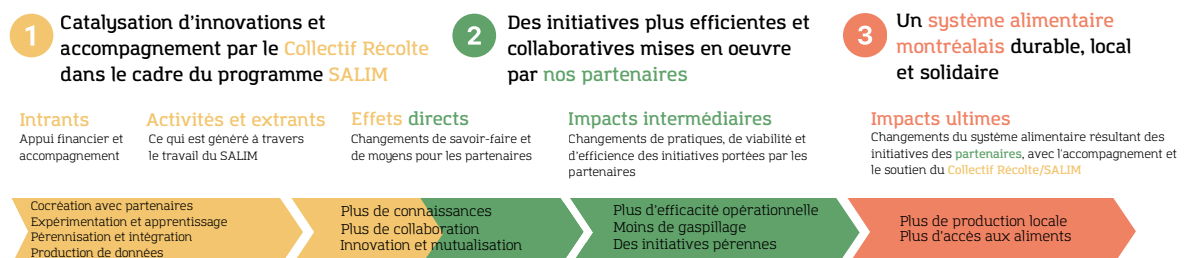 1
Catalysation d'innovations et
accompagnement par le Collectif Récolte
dans le cadre du programme SALIM
2
Des initiatives plus efficientes et
collaboratives mises en oeuvre
par nos partenaires
3
Un système alimentaire
montréalais durable, local
et solidaire
Intrants
Appui financier et
accompagnement
Activités et extrants
Ce qui est généré à travers
le travail du SALIM
Effets directs
Changements de savoir-faire et
de moyens pour les partenaires
Impacts intermédiaires
Changements de pratiques, de viabilité et
d'efficience des initiatives portées par les
partenaires
Impacts ultimes
Changements du système alimentaire résultant des
initiatives des partenaires, avec l'accompagnement et
le soutien du Collectif Récolte/SALIM
Cocréation avec partenaires
Expérimentation et apprentissage
Pérennisation et intégration
Production de données
Plus de connaissances
Plus de collaboration
Innovation et mutualisation
Plus d'efficacité opérationnelle
Moins de gaspillage
Des initiatives pérennes
Plus de production locale
Plus d'accès aux aliments